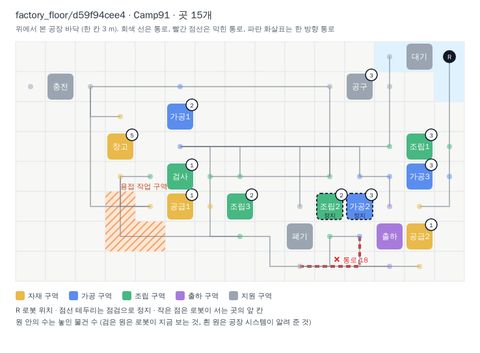 factory_floor/d59f94cee4 · Camp91 · 곳 15개
위에서 본 공장 바닥 (한 칸 3 m). 회색 선은 통로, 빨간 점선은 막힌 통로, 파란 화살표는 한 방향 통로
대기
R
충전
공구
3
가공1
2
창고
5
조립1
3
검사
1
가공3
3
용접 작업 구역
공급1
1
조립3
2
조립2
정지
2
가공2
정지
3
폐기
출하
공급2
1
✕ 통로18
자재 구역
가공 구역
조립 구역
출하 구역
지원 구역
R 로봇 위치 · 점선 테두리는 점검으로 정지 · 작은 점은 로봇이 서는 곳의 앞 칸
원 안의 수는 놓인 물건 수 (검은 원은 로봇이 지금 보는 것, 흰 원은 공장 시스템이 알려 준 것)